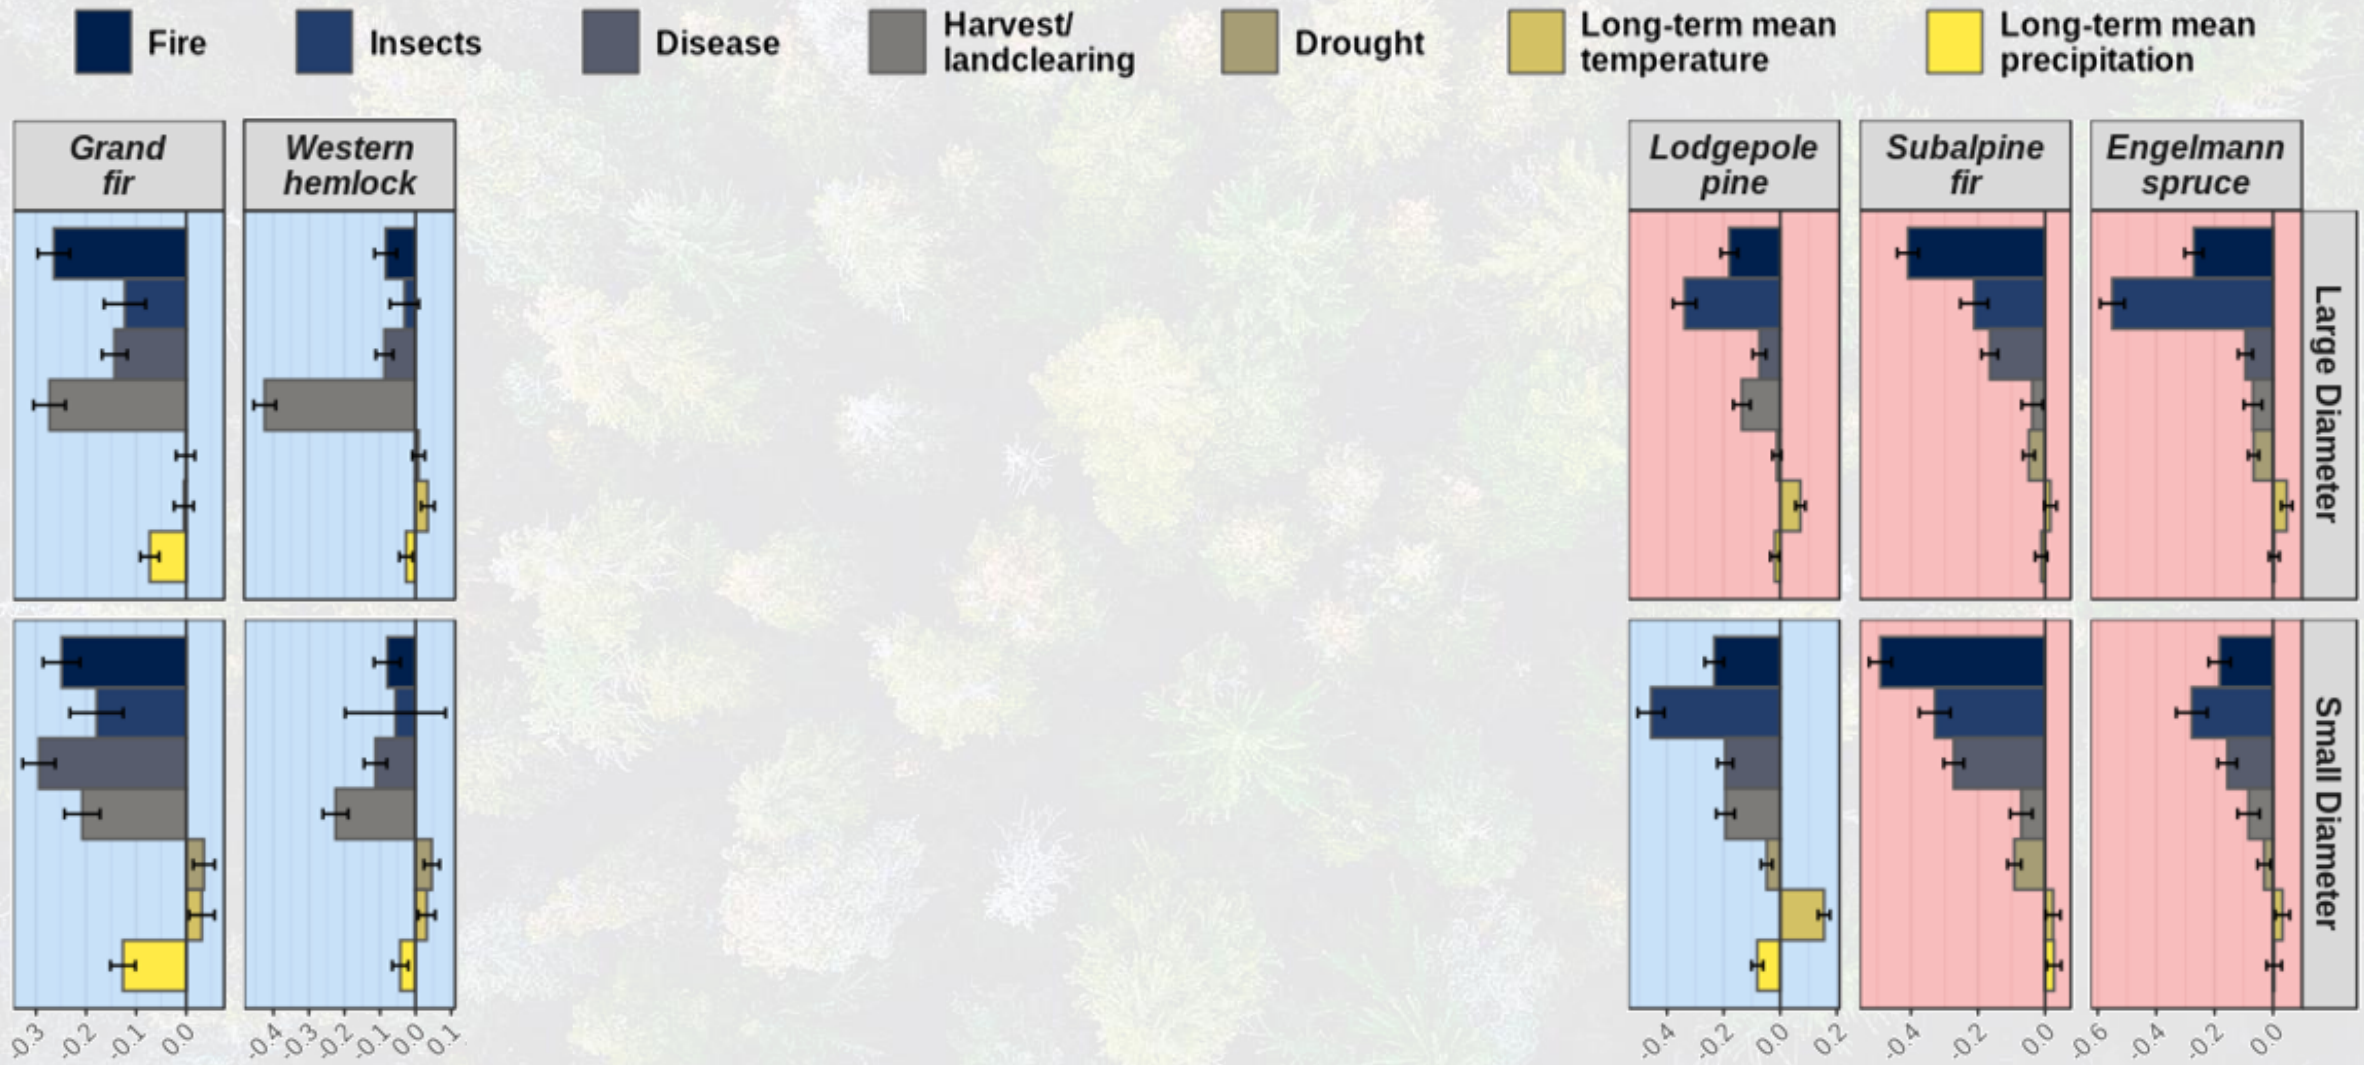 Fire
Insects
Disease
Harvest/
landclearing
Drought
Long-term mean
temperature
Long-term mean
precipitation
Grand
fir
Western
hemlock
Lodgepole
pine
Subalpine
fir
Engelmann
spruce
Large Diameter
Small Diameter
-0.3 -0.2 -0.1 0.0
-0.4 -0.3 -0.2 -0.1 0.0 0.1
-0.4 -0.2 0.0 0.2
-0.4 -0.2 0.0
-0.6 -0.4 -0.2 0.0